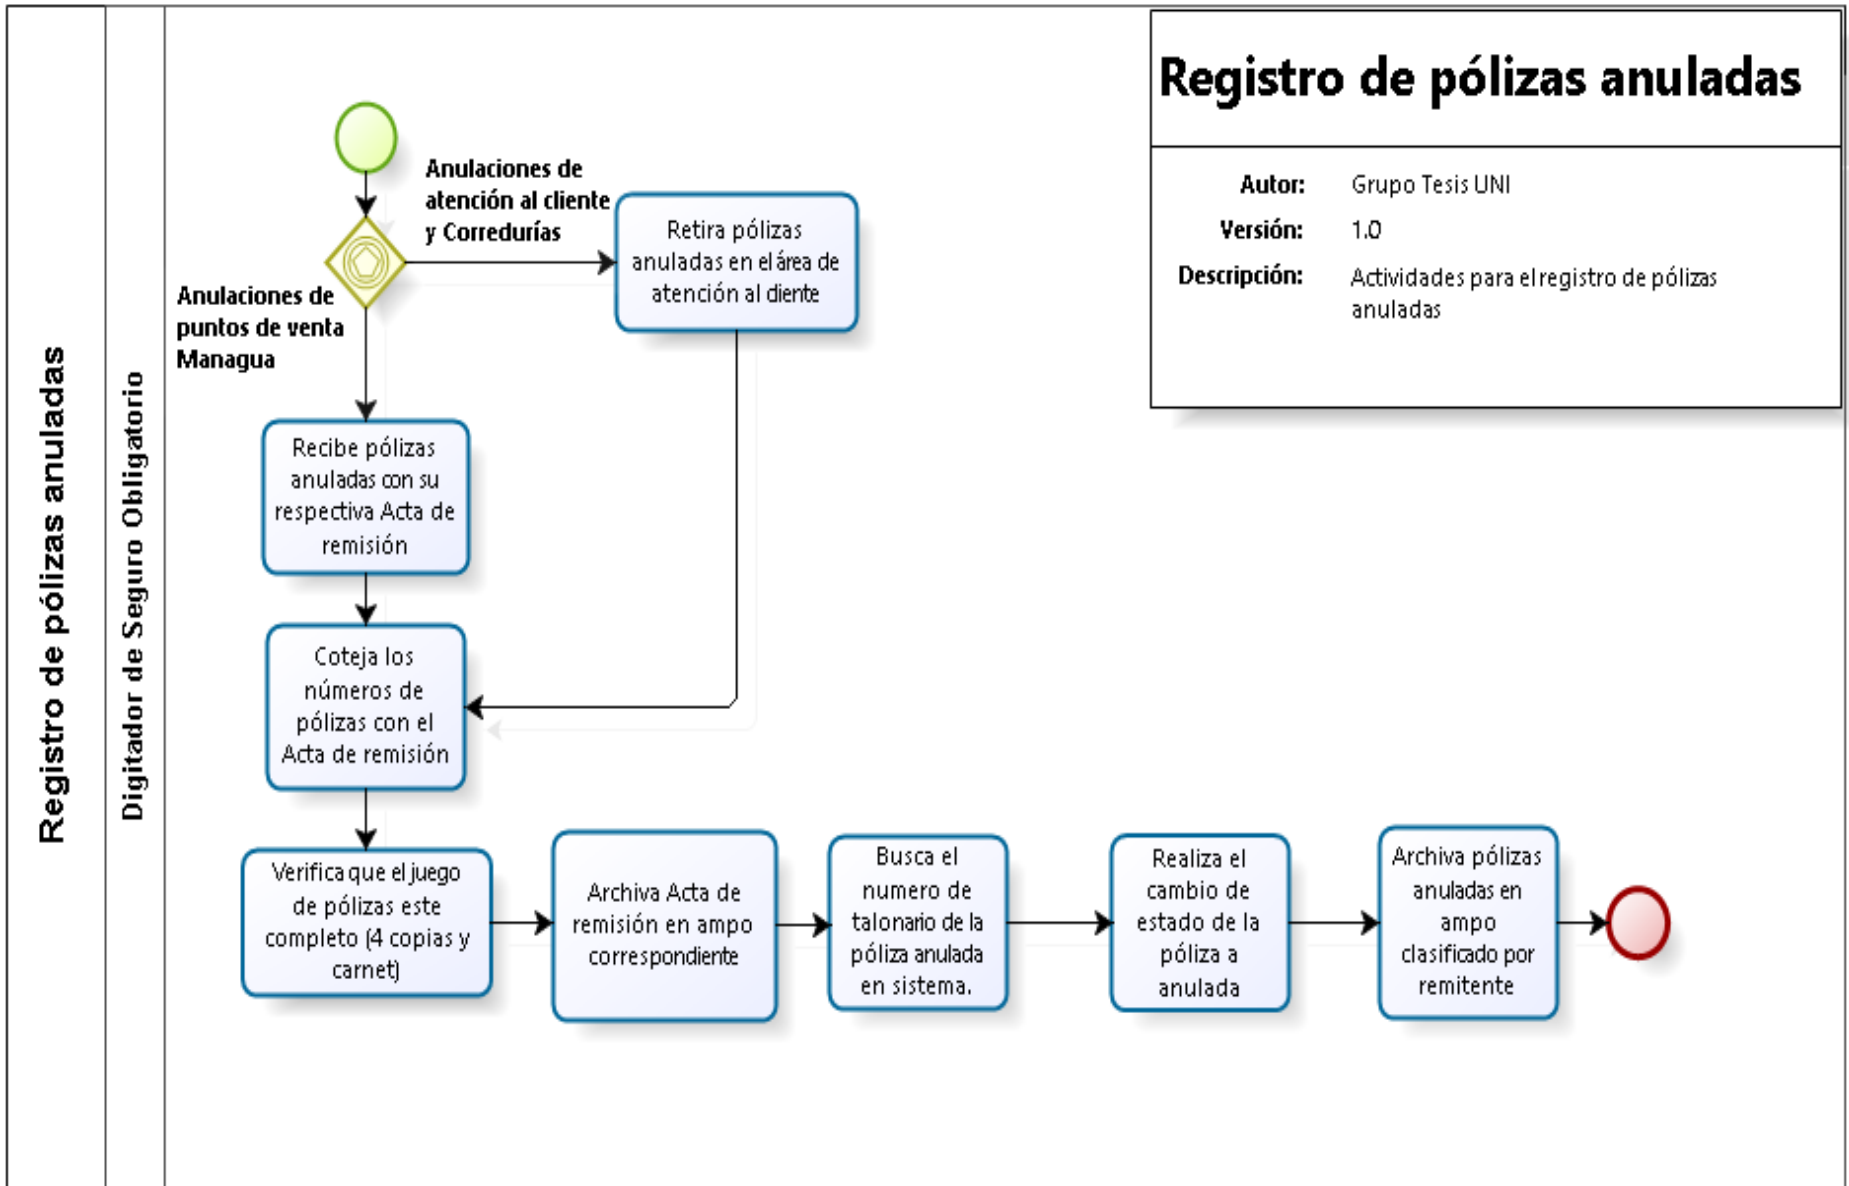 Registro de pólizas anuladas
Digitador de Seguro Obligatorio
Registro de pólizas anuladas
Autor: Grupo Tesis UNI
Versión: 1.0
Descripción: Actividades para el registro de pólizas
anuladas
Anulaciones de
atención al cliente
y Corredurías
Retira pólizas
anuladas en el área de
atención al cliente
Anulaciones de
puntos de venta
Managua
Recibe pólizas
anuladas con su
respectiva Acta de
remisión
Coteja los
números de
pólizas con el
Acta de remisión
Verifica que el juego
de pólizas este
completo (4 copias y
carnet)
Archiva Acta de
remisión en ampo
correspondiente
Busca el
numero de
talonario de la
póliza anulada
en sistema.
Realiza el
cambio de
estado de la
póliza a
anulada
Archiva pólizas
anuladas en
ampo
clasificado por
remitente